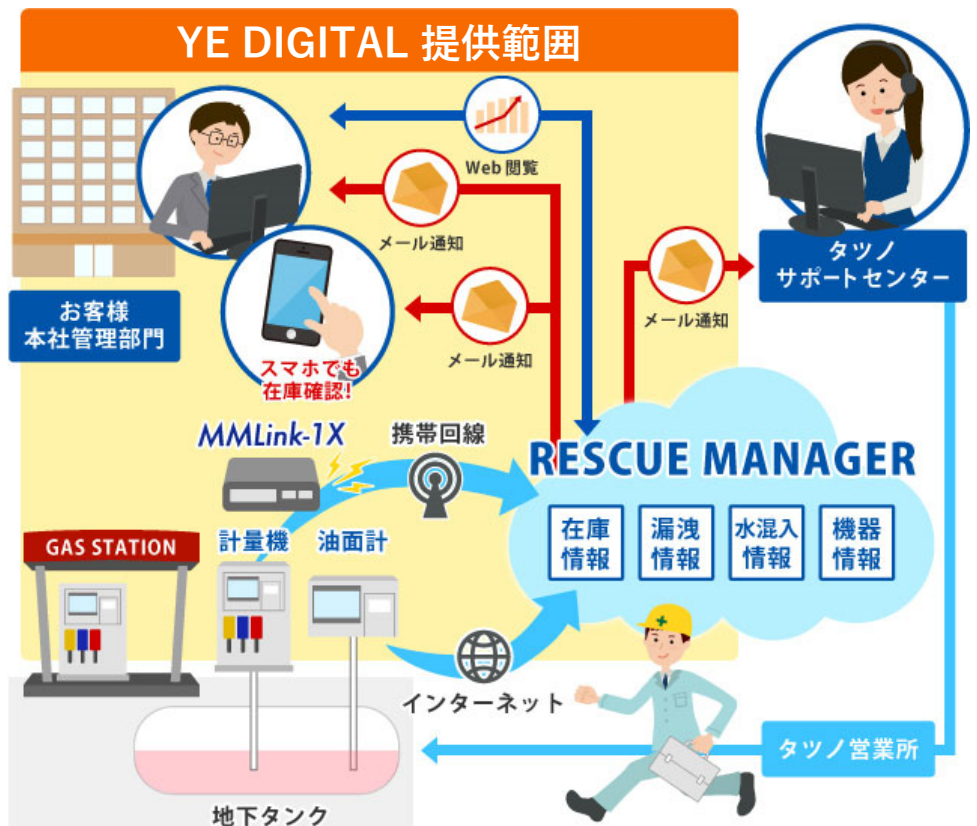 YE DIGITAL 提供範囲
Web 閲覧
メール通知
メール通知
メール通知
タツノ
サポートセンター
お客様
本社管理部門
スマホでも
在庫確認!
MMLink-1X
携帯回線
RESCUE MANAGER
在庫
情報
漏洩
情報
水混入
情報
機器
情報
GAS STATION
計量機
油面計
インターネット
タツノ営業所
地下タンク